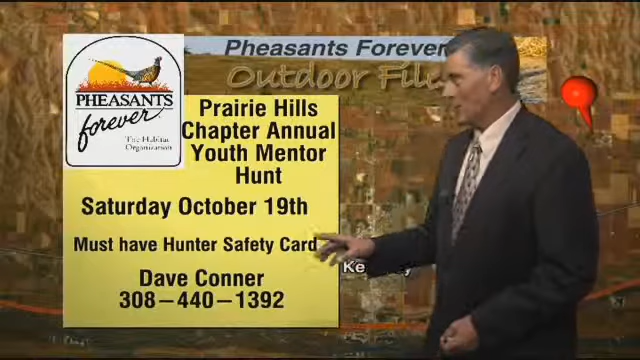 Pheasants Forever
Outdoor File
PHEASANTS
forever
The Habitat
Organization
Prairie Hills
Chapter Annual
Youth Mentor
Hunt
Saturday October 19th
Must have Hunter Safety Card
Dave Conner
308-440-1392